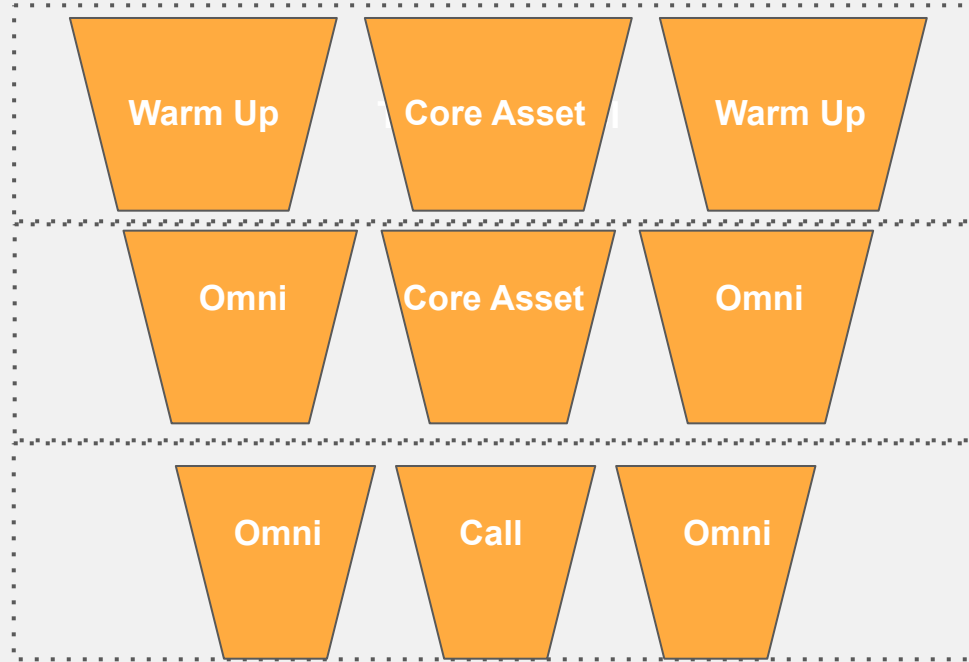 Warm Up
Core Asset
Warm Up
Omni
Core Asset
Omni
Omni
Call
Omni